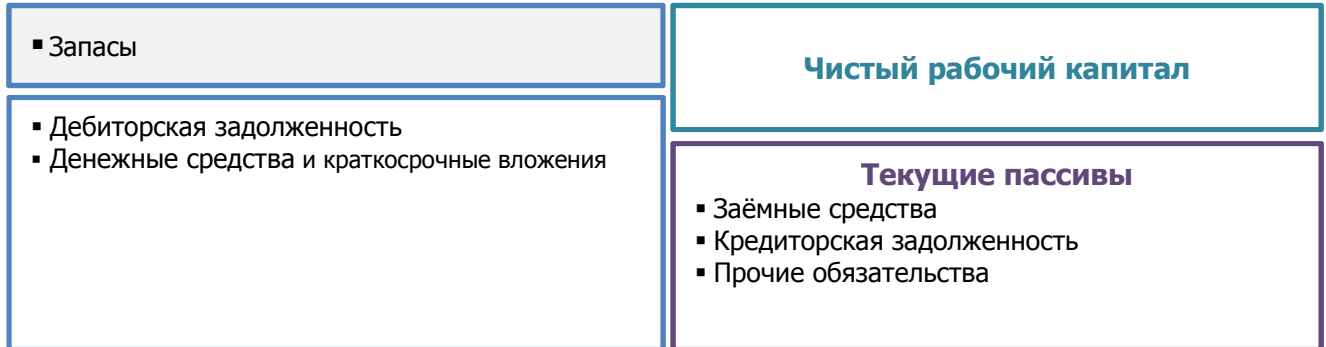 ▪ Запасы
▪ Дебиторская задолженность
▪ Денежные средства и краткосрочные вложения
Чистый рабочий капитал
Текущие пассивы
▪ Заёмные средства
▪ Кредиторская задолженность
▪ Прочие обязательства